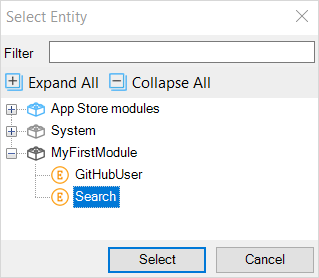 Select Entity
Filter
Expand All Collapse All
App Store modules
System
MyFirstModule
E GitHubUser
E Search
Select Cancel